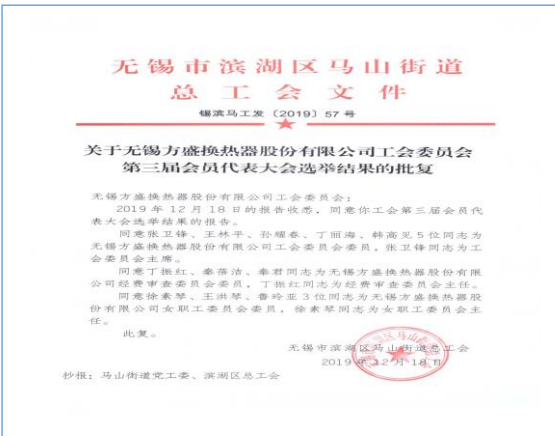 无锡市滨湖区马山街道
总工会文件
锡滨马工发〔2019〕57号
关于无锡方盛换热器股份有限公司工会委员会
第三届会员代表大会选举结果的批复
无锡方盛换热器股份有限公司工会委员会：
2019年12月18日的报告收悉，同意你工会第三届会员代
表大会选举结果的报告。
同意张卫锋、王林平、孙耀春、丁丽海、韩高见5位同志为
无锡方盛换热器股份有限公司工会委员会委员，张卫锋同志为工
会委员会主席。
同意丁振红、秦蓓洁、秦君同志为无锡方盛换热器股份有限
公司经费审查委员会委员，丁振红同志为经费审查委员会主任。
同意徐素琴、王洪琴、鲁玲亚3位同志为无锡方盛换热器股
份有限公司女职工委员会委员，徐素琴同志为女职工委员会主
任。
此复。
无锡市滨湖区马山街道总工会
2019年12月18日
抄报：马山街道党工委、滨湖区总工会